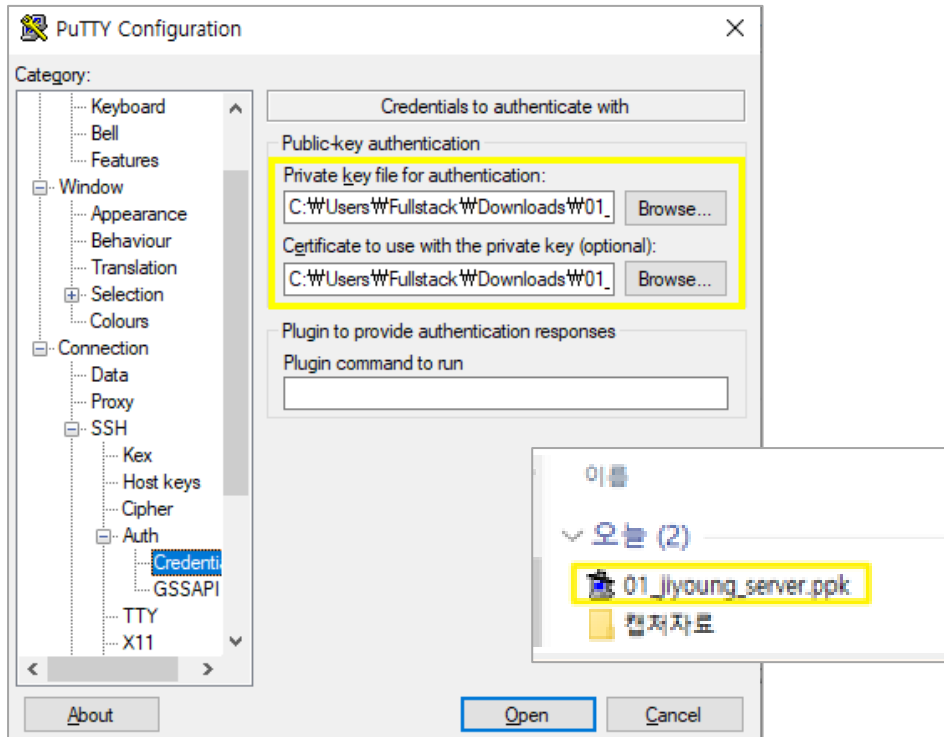 PuTTY Configuration
Category:
Keyboard
Bell
Features
Window
Appearance
Behaviour
Translation
Selection
Colours
Connection
Data
Proxy
SSH
Kex
Host keys
Cipher
Auth
Credenti
GSSAPI
TTY
X11
Credentials to authenticate with
Public-key authentication
Private key file for authentication:
C:₩Users₩Fullstack₩Downloads₩01_ Browse...
Certificate to use with the private key (optional):
C:₩Users₩Fullstack₩Downloads₩01_ Browse...
Plugin to provide authentication responses
Plugin command to run
이름
오늘 (2)
01_jiyoung_server.ppk
캡처자료
About Open Cancel